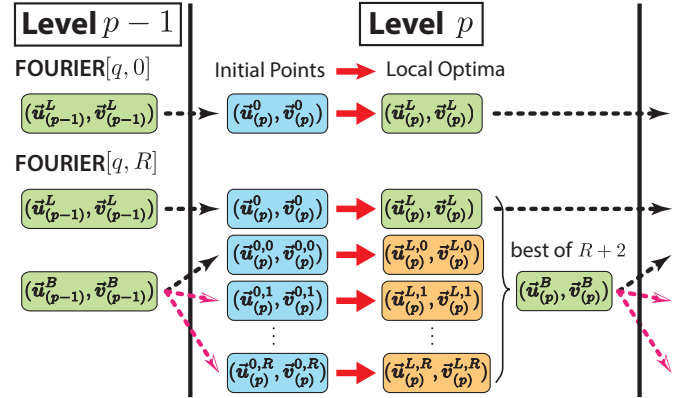 Level p − 1
Level p
FOURIER[q, 0]
Initial Points
Local Optima
(u⃗^L_(p−1), v⃗^L_(p−1))
(u⃗^0_(p), v⃗^0_(p))
(u⃗^L_(p), v⃗^L_(p))
FOURIER[q, R]
(u⃗^L_(p−1), v⃗^L_(p−1))
(u⃗^0_(p), v⃗^0_(p))
(u⃗^L_(p), v⃗^L_(p))
(u⃗^B_(p−1), v⃗^B_(p−1))
(u⃗^{0,0}_(p), v⃗^{0,0}_(p))
(u⃗^{L,0}_(p), v⃗^{L,0}_(p))
(u⃗^{0,1}_(p), v⃗^{0,1}_(p))
(u⃗^{L,1}_(p), v⃗^{L,1}_(p))
⋮
⋮
(u⃗^{0,R}_(p), v⃗^{0,R}_(p))
(u⃗^{L,R}_(p), v⃗^{L,R}_(p))
best of R + 2
(u⃗^B_(p), v⃗^B_(p))